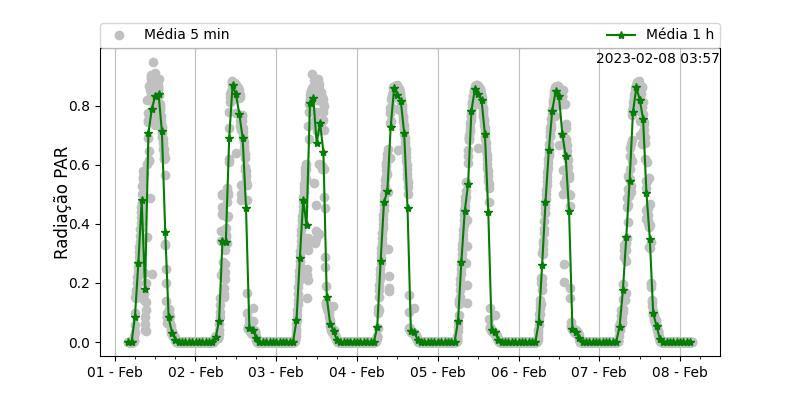 Média 5 min
Média 1 h
2023-02-08 03:57
Radiação PAR
0.8
0.6
0.4
0.2
0.0
01 - Feb
02 - Feb
03 - Feb
04 - Feb
05 - Feb
06 - Feb
07 - Feb
08 - Feb